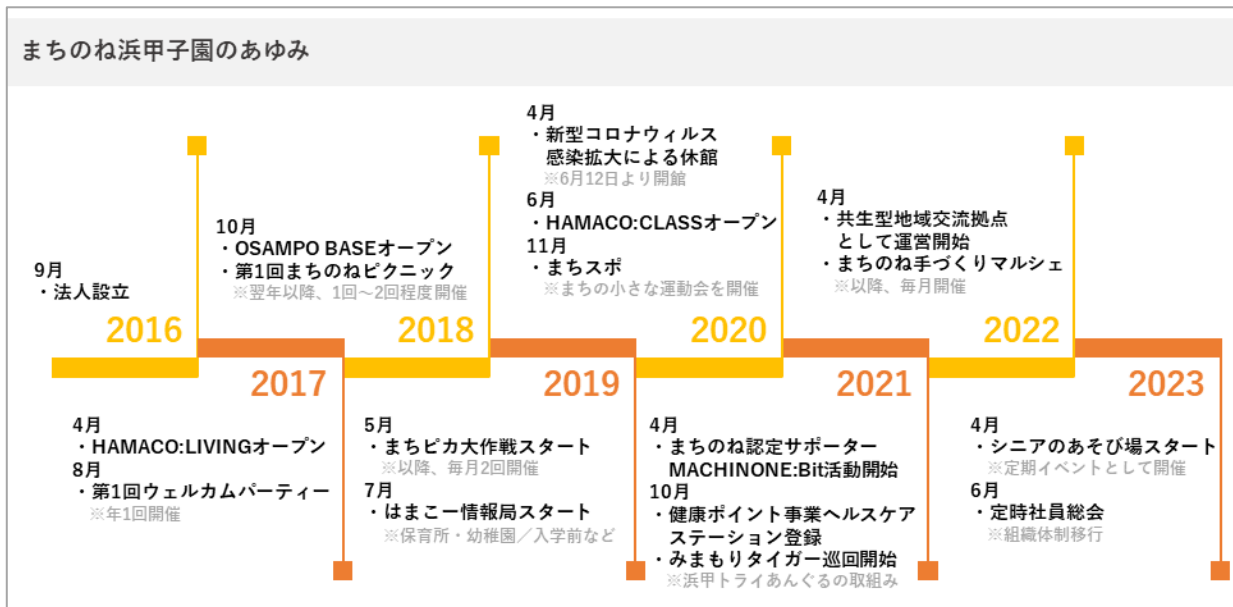 まちのね浜甲子園のあゆみ
9月
・法人設立
2016
4月
・HAMACO:LIVINGオープン
8月
・第1回ウェルカムパーティー
※年1回開催
2017
10月
・OSAMPO BASEオープン
・第1回まちのねピクニック
※翌年以降、1回～2回程度開催
2018
5月
・まちピカ大作戦スタート
※以降、毎月2回開催
7月
・はまこー情報局スタート
※保育所・幼稚園／入学前など
2019
4月
・新型コロナウィルス
感染拡大による休館
※6月12日より開館
6月
・HAMACO:CLASSオープン
11月
・まちスポ
※まちの小さな運動会を開催
2020
4月
・まちのね認定サポーター
MACHINONE:Bit活動開始
10月
・健康ポイント事業ヘルスケア
ステーション登録
・みまもりタイガー巡回開始
※浜甲トライあんぐるの取組み
2021
4月
・共生型地域交流拠点
として運営開始
・まちのね手づくりマルシェ
※以降、毎月開催
2022
4月
・シニアのあそび場スタート
※定期イベントとして開催
6月
・定時社員総会
※組織体制移行
2023